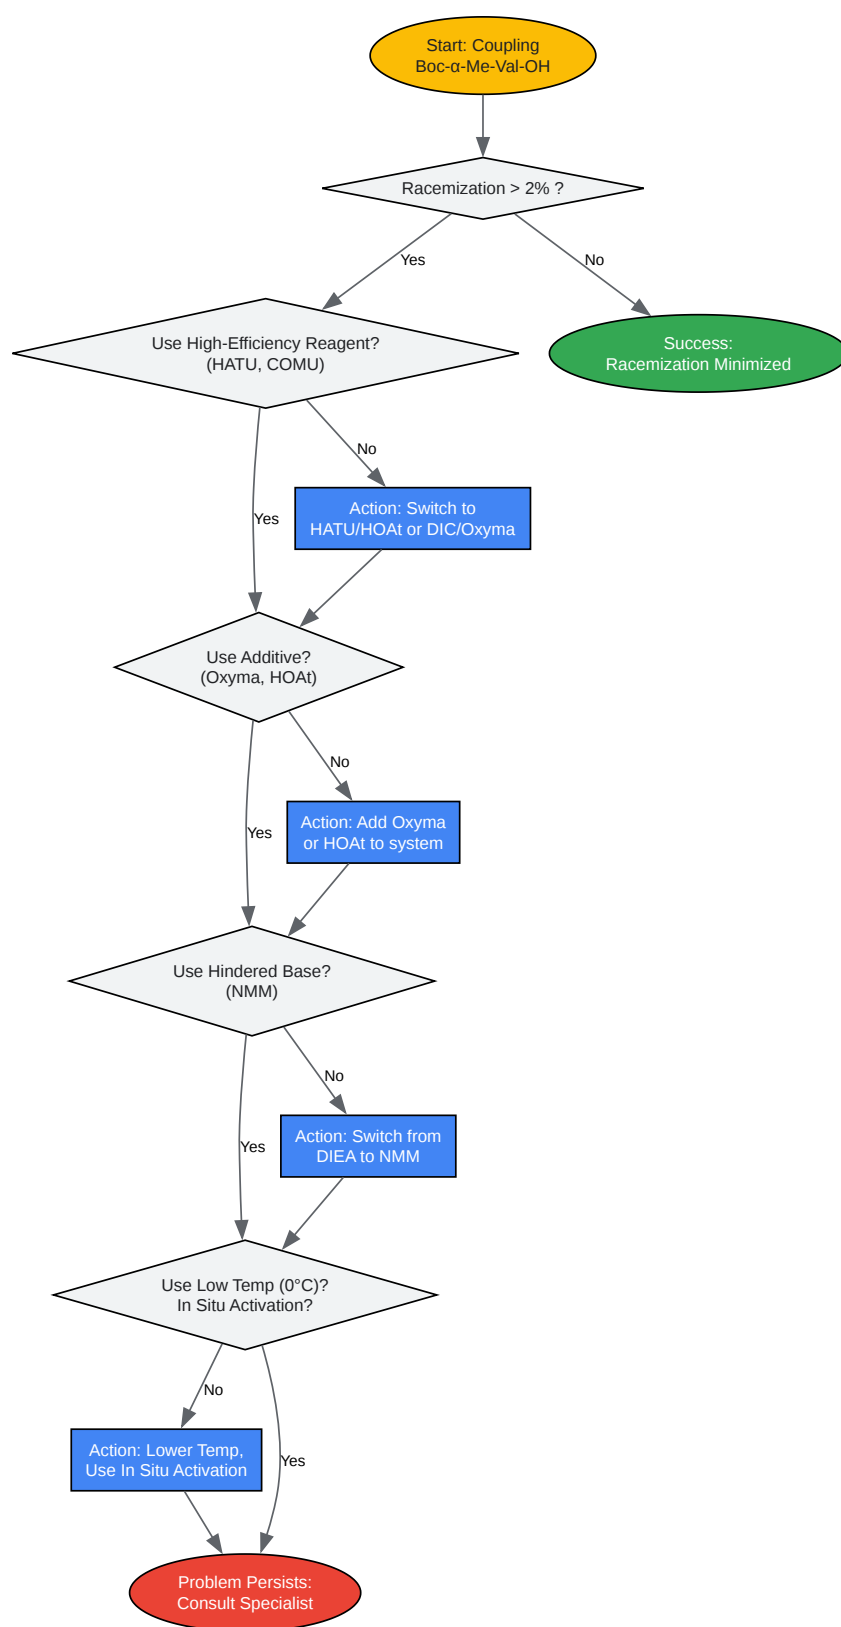 Start: Coupling
Boc-α-Me-Val-OH
Racemization > 2% ?
Yes
No
Use High-Efficiency Reagent?
(HATU, COMU)
Success:
Racemization Minimized
No
Action: Switch to
HATU/HOAt or DIC/Oxyma
Yes
Use Additive?
(Oxyma, HOAt)
No
Action: Add Oxyma
or HOAt to system
Yes
Use Hindered Base?
(NMM)
No
Action: Switch from
DIEA to NMM
Yes
Use Low Temp (0°C)?
In Situ Activation?
No
Action: Lower Temp,
Use In Situ Activation
Yes
Problem Persists:
Consult Specialist